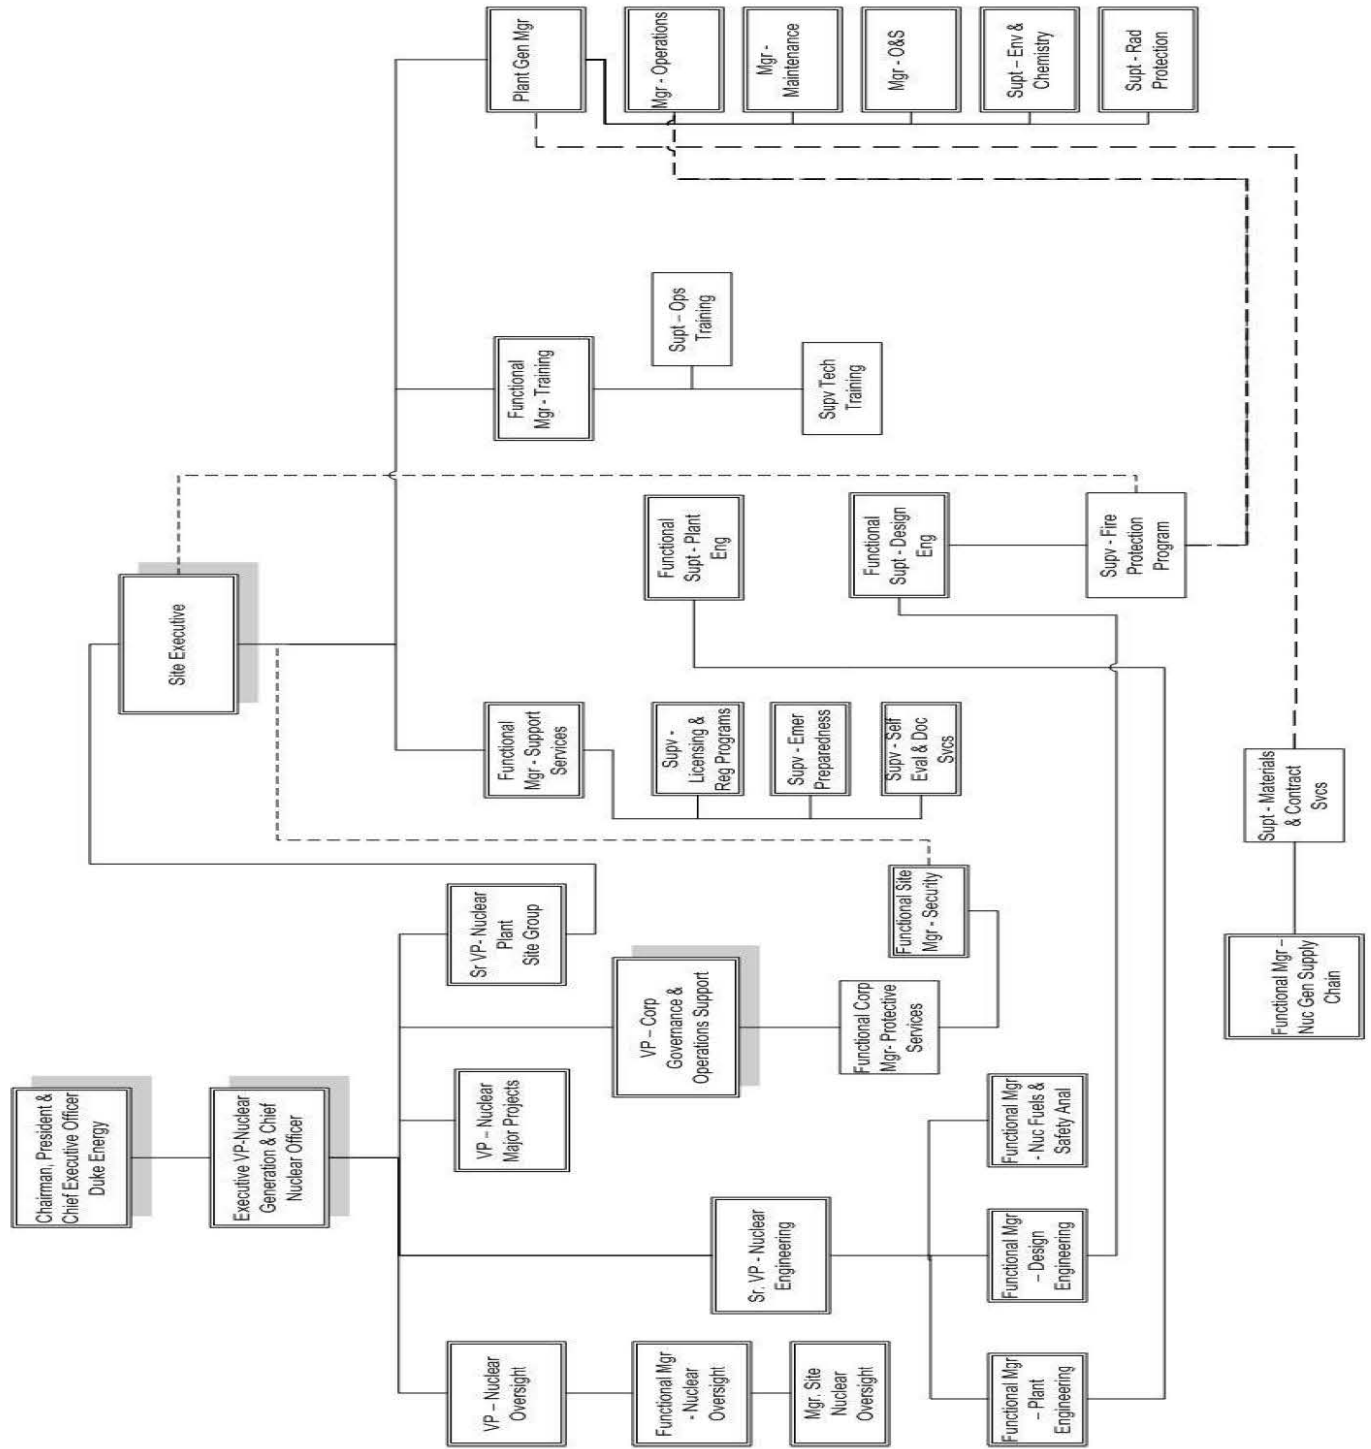 Chairman, President &
Chief Executive Officer
Duke Energy
Executive VP-Nuclear
Generation & Chief
Nuclear Officer
VP – Nuclear
Oversight
Functional Mgr
- Nuclear
Oversight
Mgr. Site
Nuclear
Oversight
Sr. VP - Nuclear
Engineering
Functional Mgr
– Plant
Engineering
Functional Mgr
– Design
Engineering
Functional Mgr
- Nuc Fuels &
Safety Anal
VP – Nuclear
Major Projects
VP – Corp
Governance &
Operations Support
Functional Corp
Mgr- Protective
Services
Functional Site
Mgr - Security
Sr VP- Nuclear
Plant
Site Group
Site Executive
Functional
Mgr - Support
Services
Supv -
Licensing &
Reg Programs
Supv - Emer
Preparedness
Supv - Self
Eval & Doc
Svcs
Functional
Supt - Plant
Eng
Functional
Supt - Design
Eng
Supv - Fire
Protection
Program
Functional
Mgr - Training
Supt – Ops
Training
Supv Tech
Training
Plant Gen Mgr
Mgr - Operations
Mgr -
Maintenance
Mgr - O&S
Supt – Env &
Chemistry
Supt - Rad
Protection
Functional Mgr –
Nuc Gen Supply
Chain
Supt - Materials
& Contract
Svcs